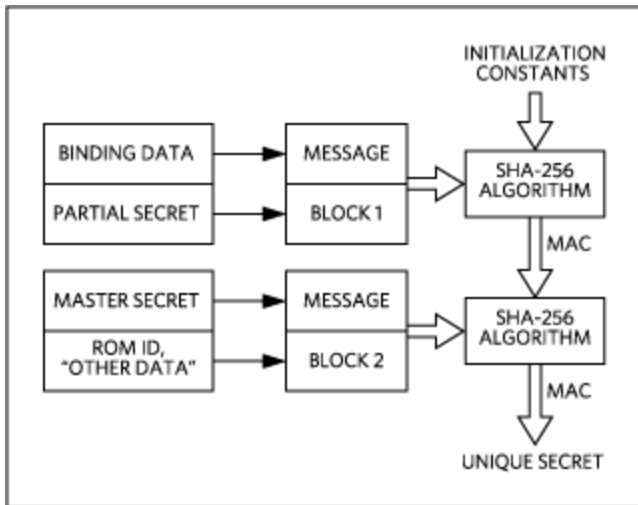 INITIALIZATION
CONSTANTS
BINDING DATA
MESSAGE
SHA-256
ALGORITHM
PARTIAL SECRET
BLOCK 1
MAC
MASTER SECRET
MESSAGE
SHA-256
ALGORITHM
ROM ID,
"OTHER DATA"
BLOCK 2
MAC
UNIQUE SECRET